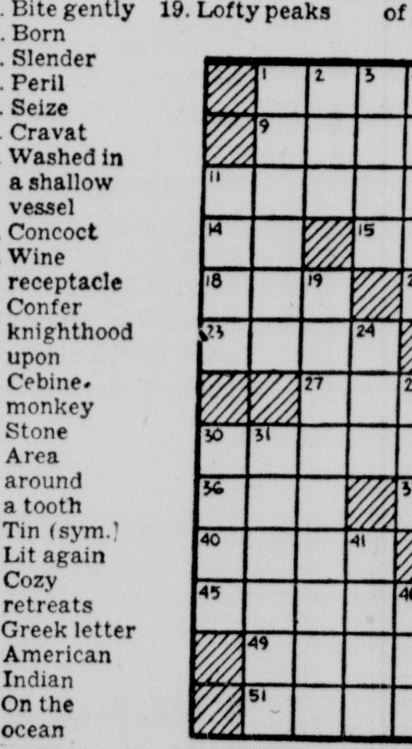 . Bite gently
. Born
. Slender
. Peril
. Seize
. Cravat
Washed in
a shallow
vessel
. Concoct
. Wine
receptacle
Confer
knighthood
upon
Cebine
monkey
Stone
Area
around
a tooth
Tin (sym.)
Lit again
Cozy
retreats
Greek letter
American
Indian
On the
ocean
19. Lofty peaks of
1 2 3
9
11
14 15
18 19
23 24
27
30 31
36
40 41
45
49
51